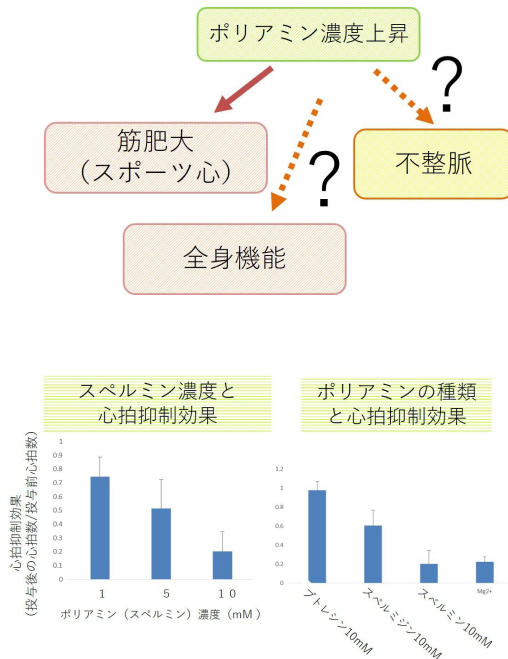 ポリアミン濃度上昇
?
筋肥大
(スポーツ心)
?
不整脈
全身機能
スペルミン濃度と
心拍抑制効果
ポリアミンの種類
と心拍抑制効果
心拍抑制効果
(投与後の心拍数/投与前心拍数)
1
0.9
0.8
0.7
0.6
0.5
0.4
0.3
0.2
0.1
0
1 5 10
ポリアミン(スペルミン)濃度(mM)
1.2
1
0.8
0.6
0.4
0.2
0
プトレシン10mM
スペルミジン10mM
スペルミン10mM
Mg2+